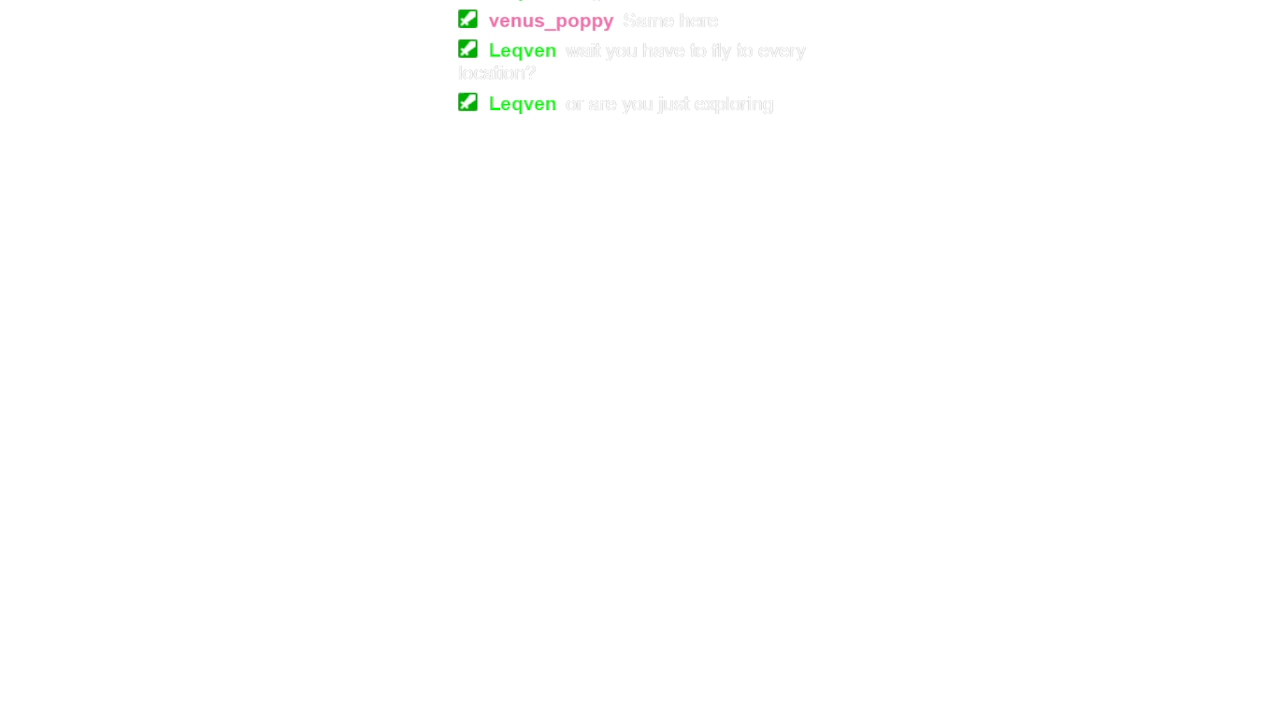 venus_poppy Same here
Leqven wait you have to fly to every
location?
Leqven or are you just exploring